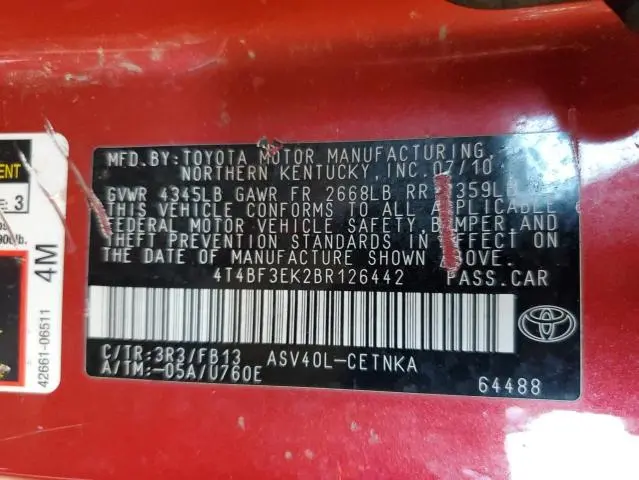 MFD.BY: TOYOTA MOTOR MANUFACTURING,
NORTHERN KENTUCKY, INC. 07/10
GVWR 4345LB GAWR FR 2668LB RR
THIS VEHICLE CONFORMS TO ALL APPLICABLE
FEDERAL MOTOR VEHICLE SAFETY, BUMPER, AND
THEFT PREVENTION STANDARDS IN EFFECT ON
THE DATE OF MANUFACTURE SHOWN ABOVE.
4T4BF3EK2BR126442 PASS.CAR
C/TR: 3R3/FB13 ASV40L-CETNKA
A/TM:-05A/U760E
64488
ENT
3
4M
42661-06511